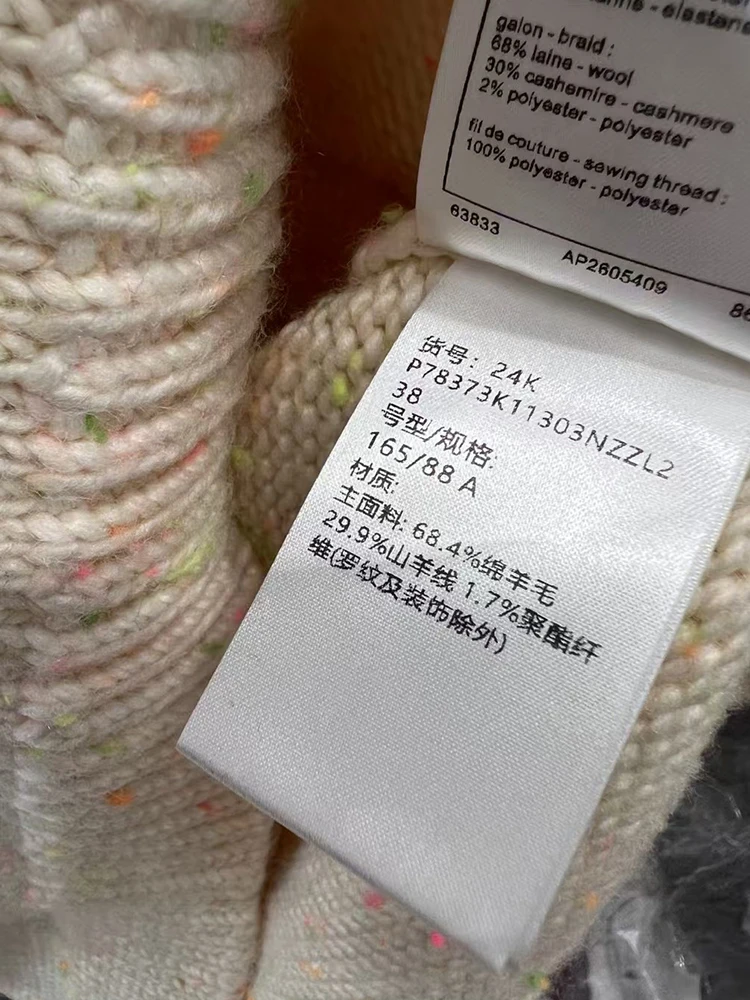 - elastane
galon - braid :
68% laine - wool
30% cashemire - cashmere
2% polyester - polyester
fil de couture - sewing thread :
100% polyester - polyester
63833
AP2605409
86
货号: 24K
P78373K11303NZZL2
38
号型/规格:
165/88 A
材质:
主面料: 68.4%绵羊毛
29.9%山羊线 1.7%聚酯纤
维(罗纹及装饰除外)